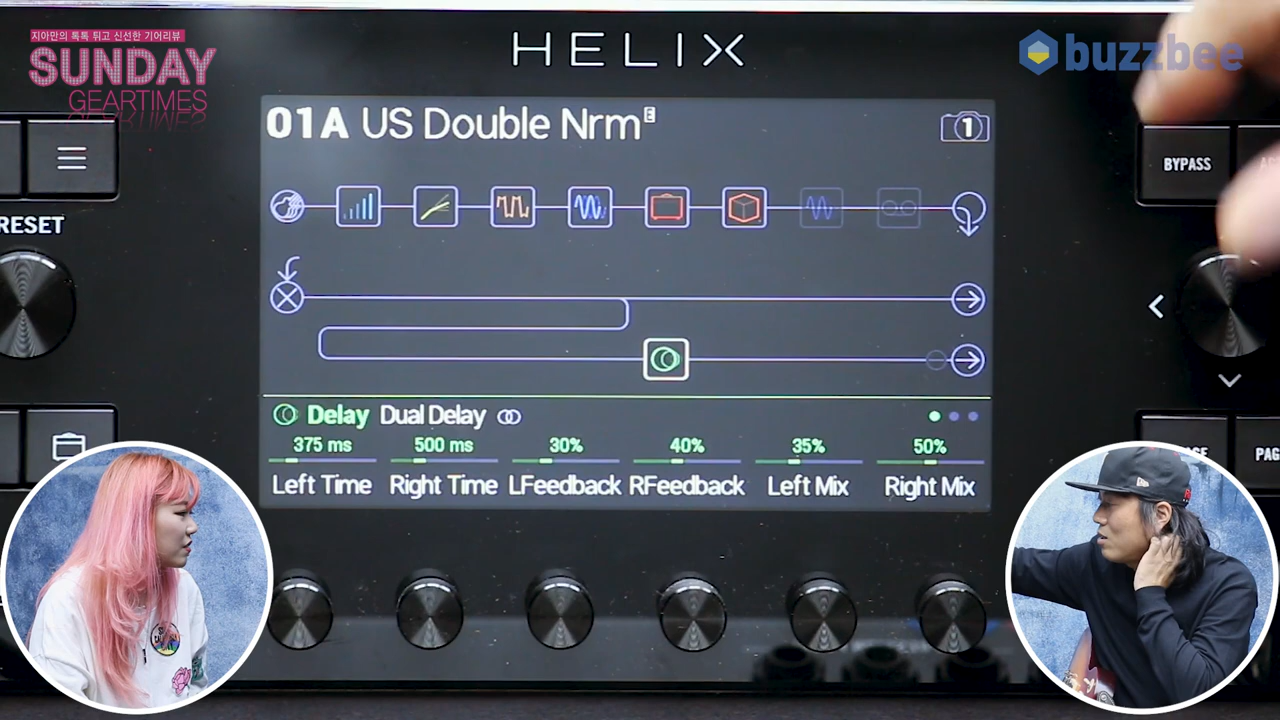 지아만의 톡톡 튀고 신선한 기어리뷰
SUNDAY
GEARTIMES
HELIX
buzzbee
01A US Double Nrm E
1
BYPASS
RESET
Delay Dual Delay
375 ms 500 ms 30% 40% 35% 50%
Left Time Right Time LFeedback RFeedback Left Mix Right Mix
PAG